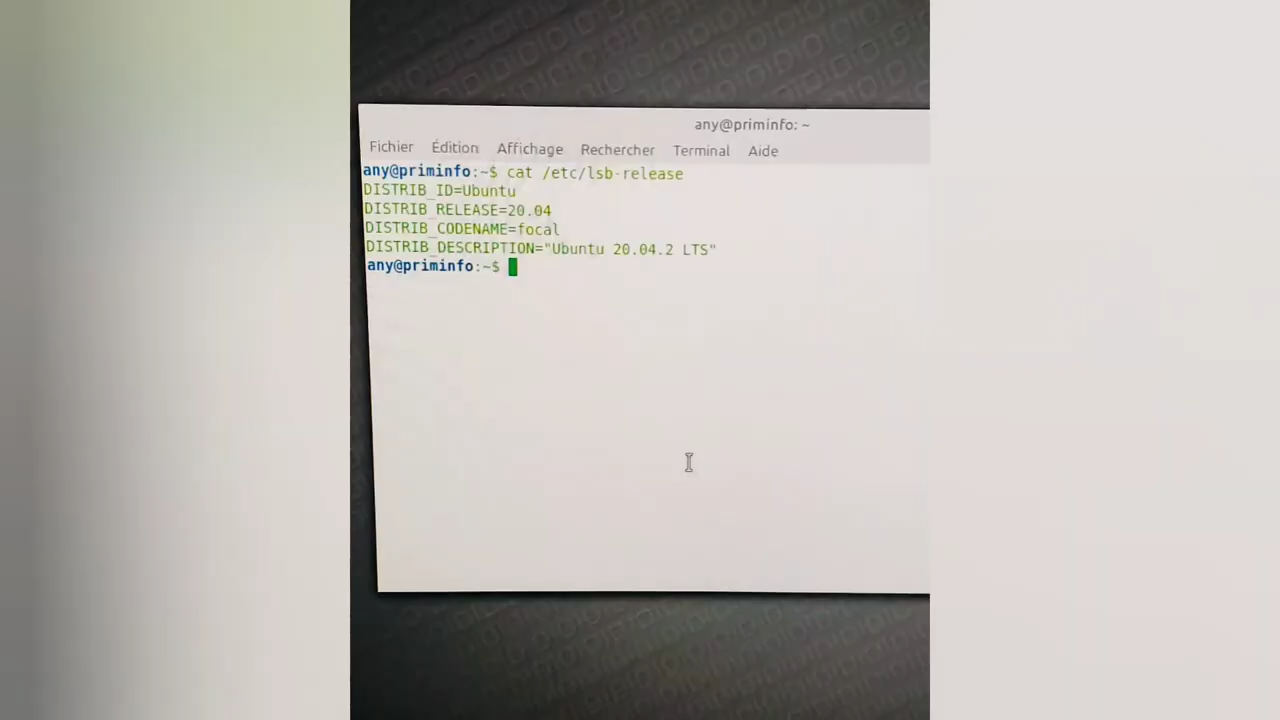 any@priminfo: ~
Fichier Édition Affichage Rechercher Terminal Aide
any@priminfo:~$ cat /etc/lsb-release
DISTRIB_ID=Ubuntu
DISTRIB_RELEASE=20.04
DISTRIB_CODENAME=focal
DISTRIB_DESCRIPTION="Ubuntu 20.04.2 LTS"
any@priminfo:~$